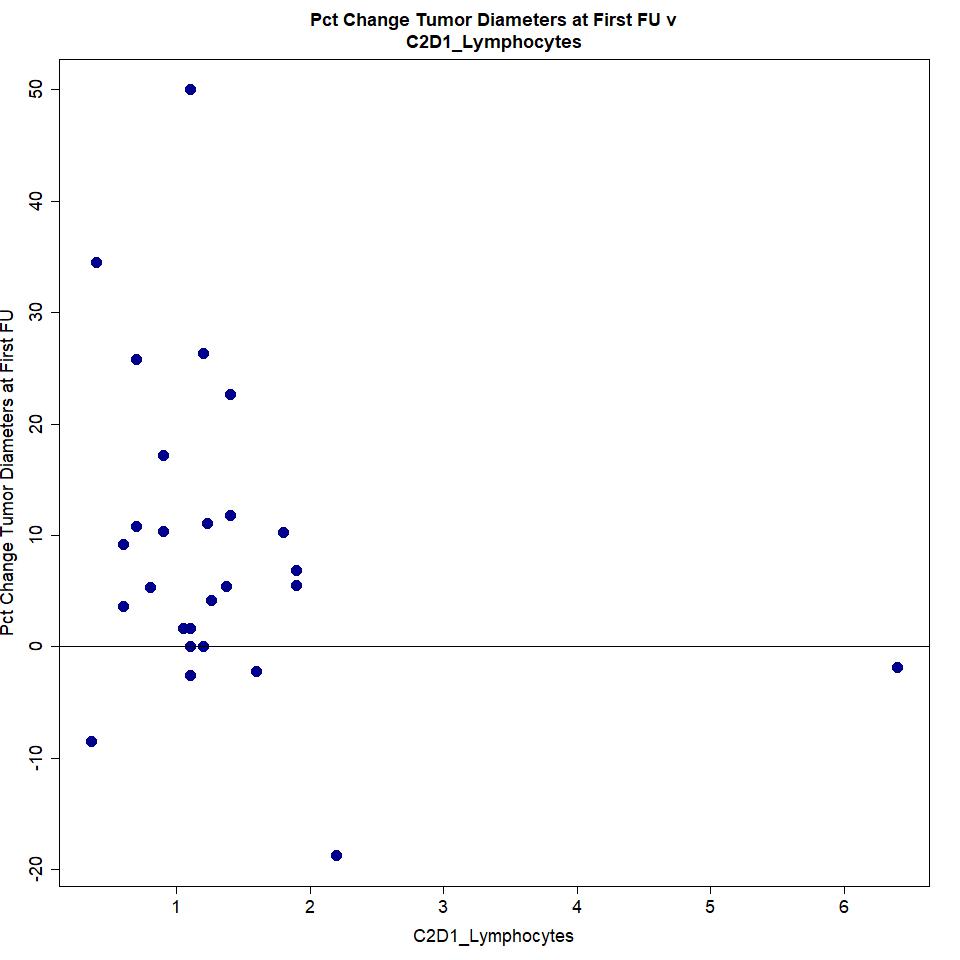 Pct Change Tumor Diameters at First FU v
C2D1_Lymphocytes
Pct Change Tumor Diameters at First FU
50
40
30
20
10
0
-10
-20
1 2 3 4 5 6
C2D1_Lymphocytes